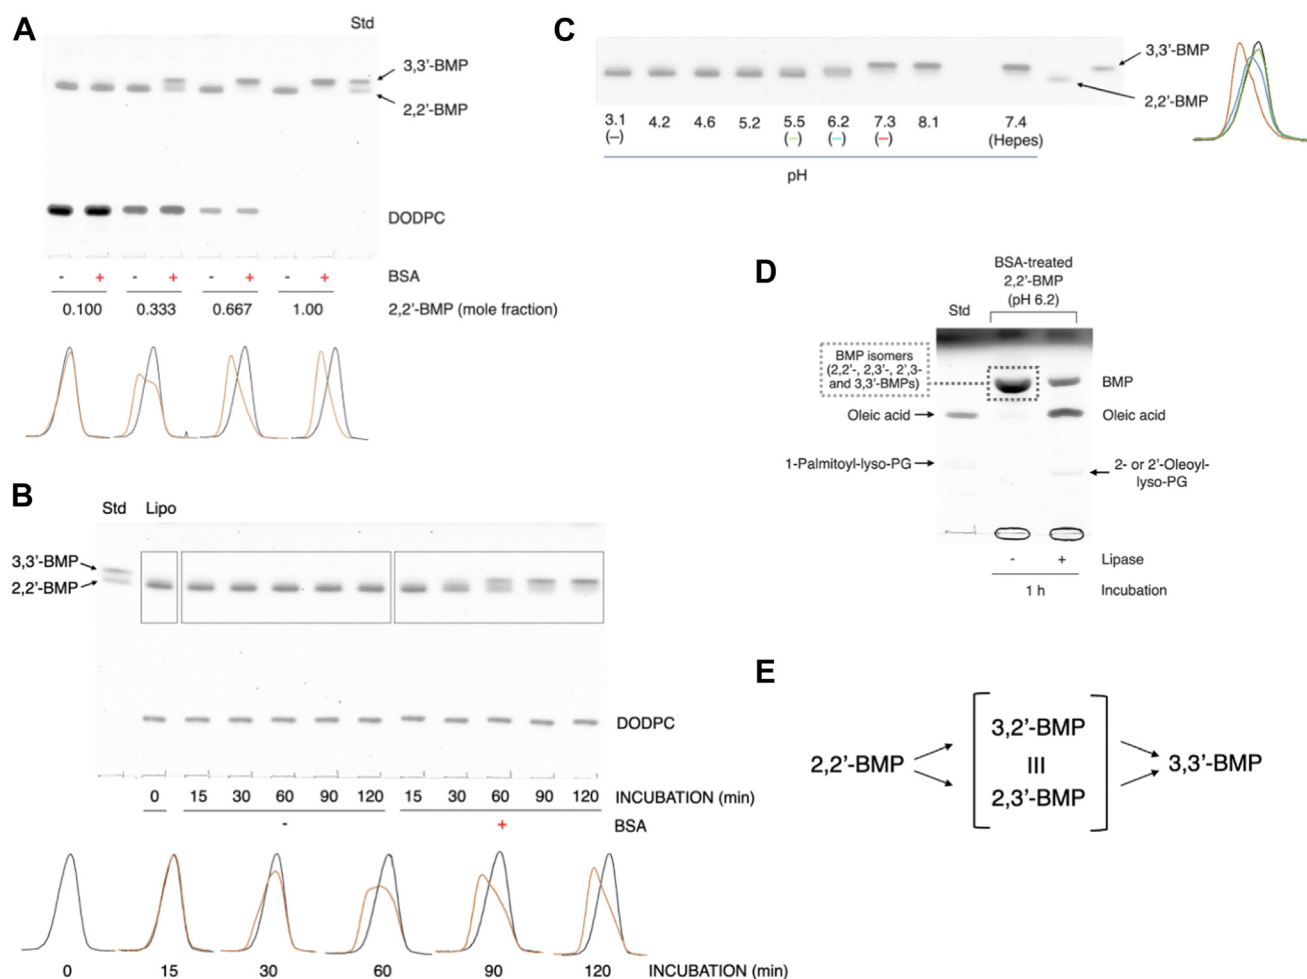 A
Std
3,3'-BMP
2,2'-BMP
DODPC
- + - + - + - + BSA
0.100 0.333 0.667 1.00 2,2'-BMP (mole fraction)
B
Std Lipo
3,3'-BMP
2,2'-BMP
DODPC
0 15 30 60 90 120 15 30 60 90 120 INCUBATION (min)
- + BSA
0 15 30 60 90 120 INCUBATION (min)
C
3,3'-BMP
2,2'-BMP
3.1 4.2 4.6 5.2 5.5 6.2 7.3 8.1 7.4
(–) (–) (–) (–) (Hepes)
pH
D
BSA-treated
2,2'-BMP
(pH 6.2)
Std
BMP isomers
(2,2'-, 2,3'-, 2',3-
and 3,3'-BMPs)
BMP
Oleic acid
Oleic acid
1-Palmitoyl-lyso-PG
2- or 2'-Oleoyl-
lyso-PG
- + Lipase
1 h Incubation
E
3,2'-BMP
2,2'-BMP III 3,3'-BMP
2,3'-BMP